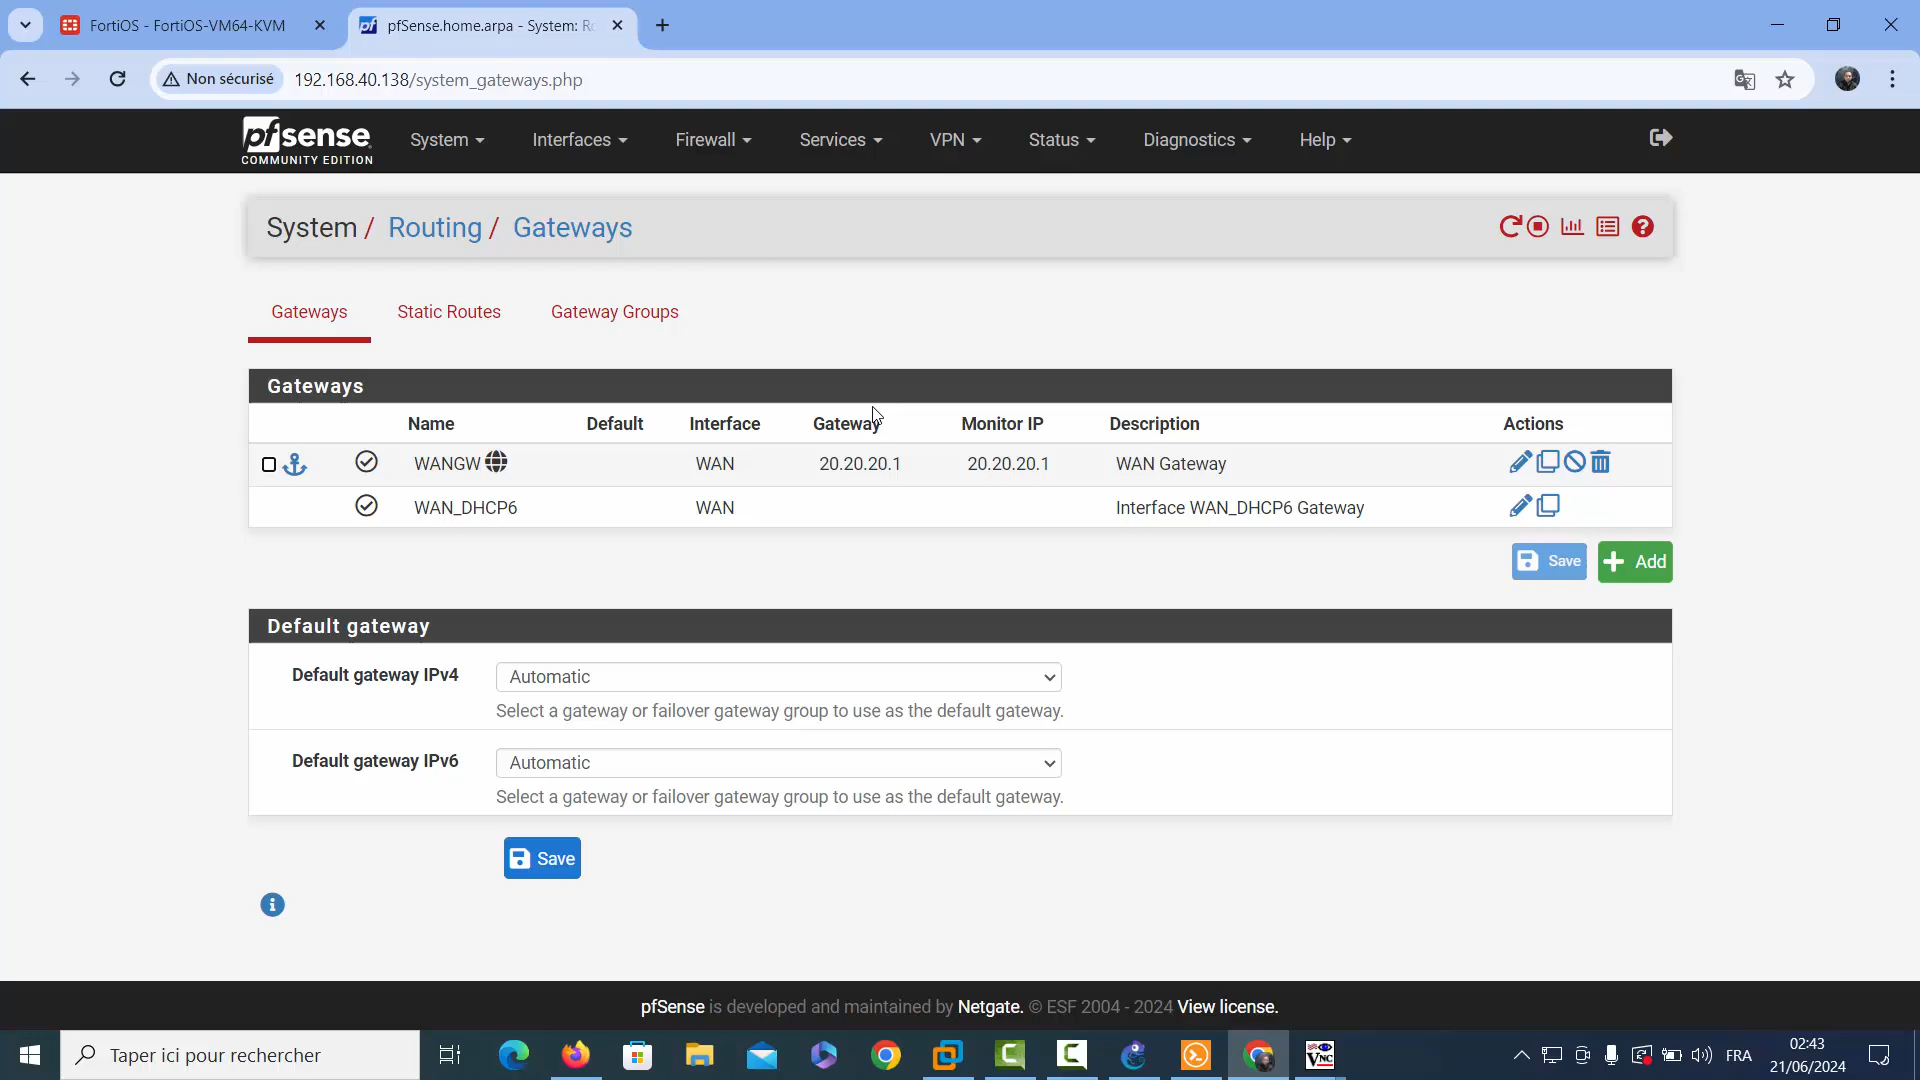 FortiOS - FortiOS-VM64-KVM
pfSense.home.arpa - System: Ro
Non sécurisé
192.168.40.138/system_gateways.php
pfsense
COMMUNITY EDITION
System
Interfaces
Firewall
Services
VPN
Status
Diagnostics
Help
System / Routing / Gateways
Gateways
Static Routes
Gateway Groups
Gateways
Name Default Interface Gateway Monitor IP Description Actions
WANGW WAN 20.20.20.1 20.20.20.1 WAN Gateway
WAN_DHCP6 WAN Interface WAN_DHCP6 Gateway
Save
Add
Default gateway
Default gateway IPv4
Automatic
Select a gateway or failover gateway group to use as the default gateway.
Default gateway IPv6
Automatic
Select a gateway or failover gateway group to use as the default gateway.
Save
pfSense is developed and maintained by Netgate. © ESF 2004 - 2024 View license.
Taper ici pour rechercher
VNC
FRA
02:43
21/06/2024